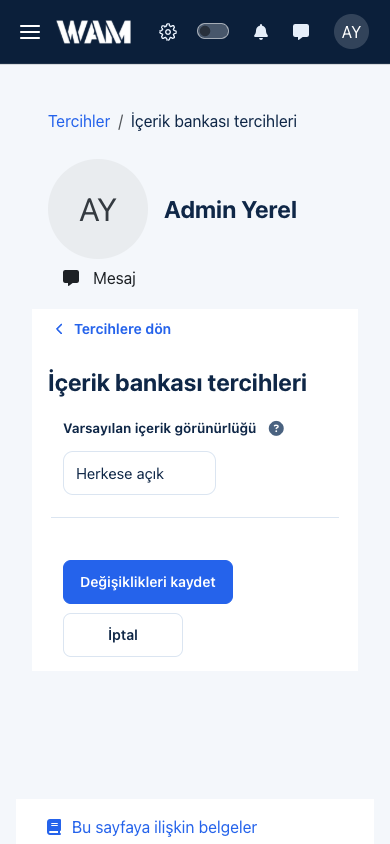 WAM
AY
Tercihler / İçerik bankası tercihleri
AY
Admin Yerel
Mesaj
Tercihlere dön
İçerik bankası tercihleri
Varsayılan içerik görünürlüğü ?
Herkese açık
Değişiklikleri kaydet
İptal
Bu sayfaya ilişkin belgeler